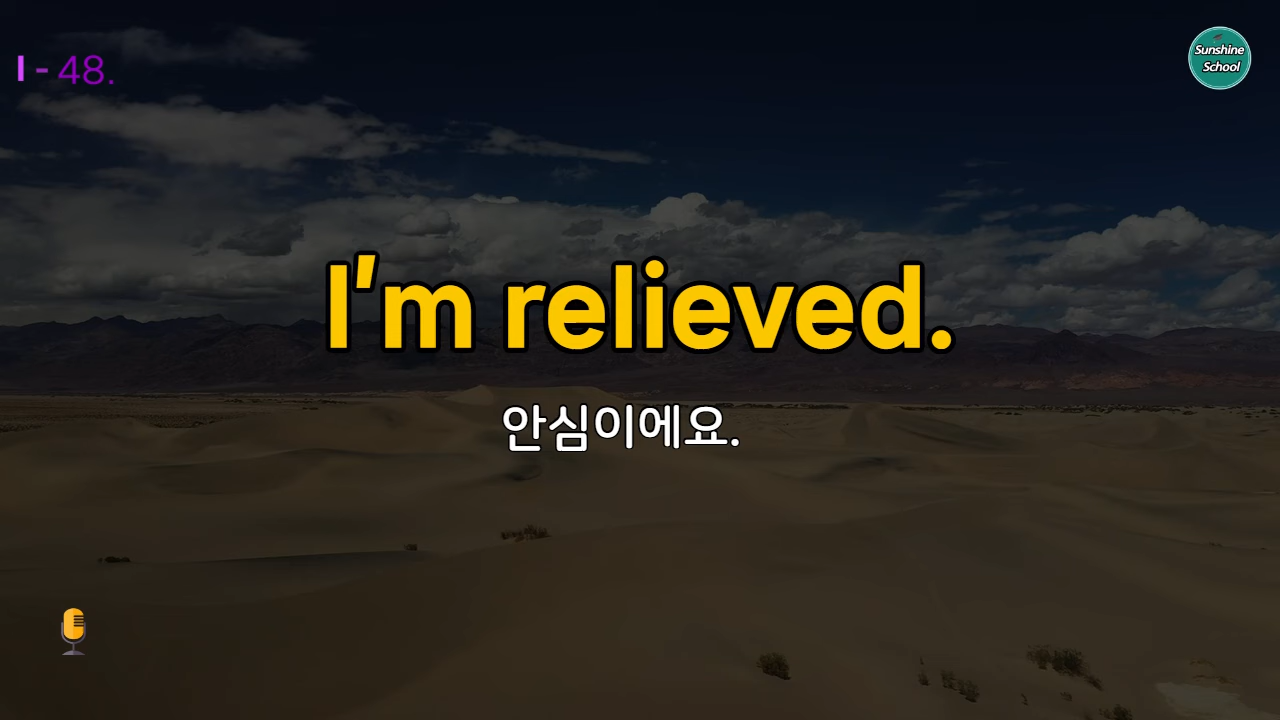 I - 48.
Sunshine
School
I'm relieved.
안심이에요.